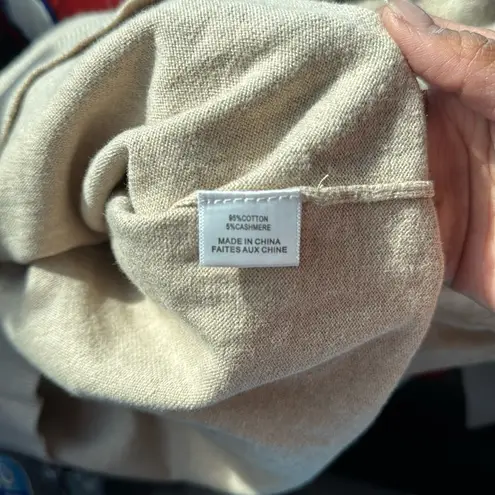 95%COTTON
5%CASHMERE
MADE IN CHINA
FAITES AUX CHINE